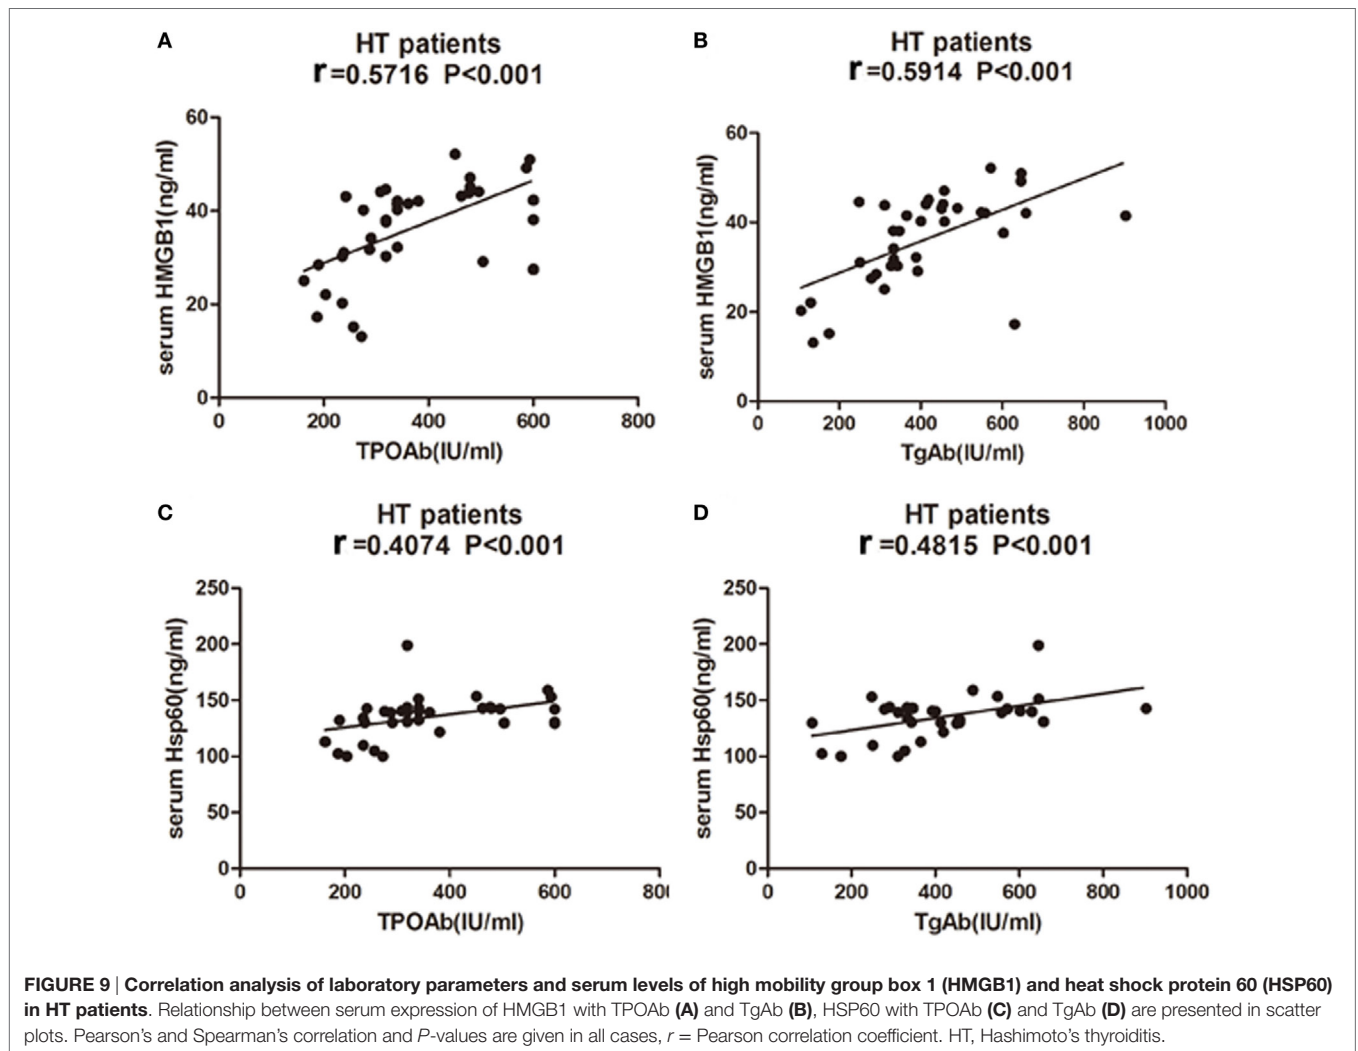 A
HT patients
r=0.5716 P<0.001
60
40
20
0
serum HMGB1(ng/ml)
0
200
400
600
800
TPOAb(IU/ml)
B
HT patients
r=0.5914 P<0.001
60
40
20
0
serum HMGB1(ng/ml)
0
200
400
600
800
1000
TgAb(IU/ml)
C
HT patients
r=0.4074 P<0.001
250
200
150
100
50
0
serum Hsp60(ng/ml)
0
200
400
600
80
TPOAb(IU/ml)
D
HT patients
r=0.4815 P<0.001
250
200
150
100
50
0
serum Hsp60(ng/ml)
0
200
400
600
800
1000
TgAb(IU/ml)
FIGURE 9 | Correlation analysis of laboratory parameters and serum levels of high mobility group box 1 (HMGB1) and heat shock protein 60 (HSP60)
in HT patients. Relationship between serum expression of HMGB1 with TPOAb (A) and TgAb (B), HSP60 with TPOAb (C) and TgAb (D) are presented in scatter
plots. Pearson's and Spearman's correlation and P-values are given in all cases, r = Pearson correlation coefficient. HT, Hashimoto's thyroiditis.